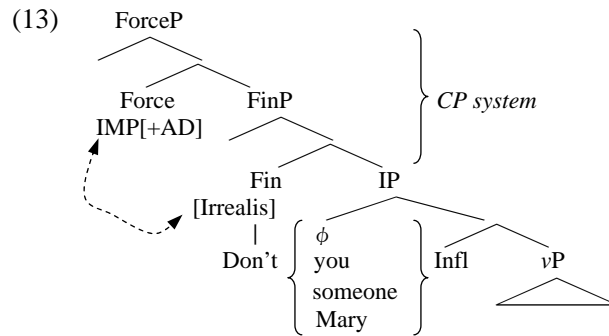 (13) ForceP
Force FinP
IMP[+AD]
CP system
Fin IP
[Irrealis]
ϕ
Don't you Infl vP
someone
Mary